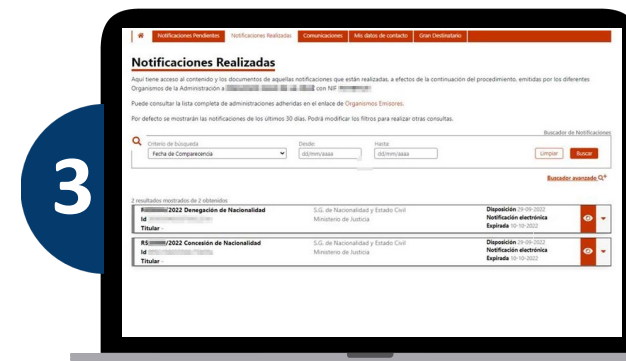 3
Notificaciones Pendientes Notificaciones Realizadas Comunicaciones Mis datos de contacto Gran Destinatario
Notificaciones Realizadas
Aquí tiene acceso al contenido y los documentos de aquellas notificaciones que están realizadas, a efectos de la continuación del procedimiento, emitidas por los diferentes
Organismos de la Administración a con NIF
Puede consultar la lista completa de administraciones adheridas en el enlace de Organismos Emisores.
Por defecto se mostrarán las notificaciones de los últimos 30 días. Podrá modificar los filtros para realizar otras consultas.
Buscador de Notificaciones
Criterio de búsqueda Desde: Hasta:
Fecha de Comparecencia dd/mm/aaaa dd/mm/aaaa Limpiar Buscar
Buscador avanzado
2 resultados mostrados de 2 obtenidos
/2022 Denegación de Nacionalidad S.G. de Nacionalidad y Estado Civil Disposición 29-09-2022
Id Ministerio de Justicia Notificación electrónica
Titular - Expirada 10-10-2022
RS /2022 Concesión de Nacionalidad S.G. de Nacionalidad y Estado Civil Disposición 29-09-2022
Id Ministerio de Justicia Notificación electrónica
Titular - Expirada 10-10-2022